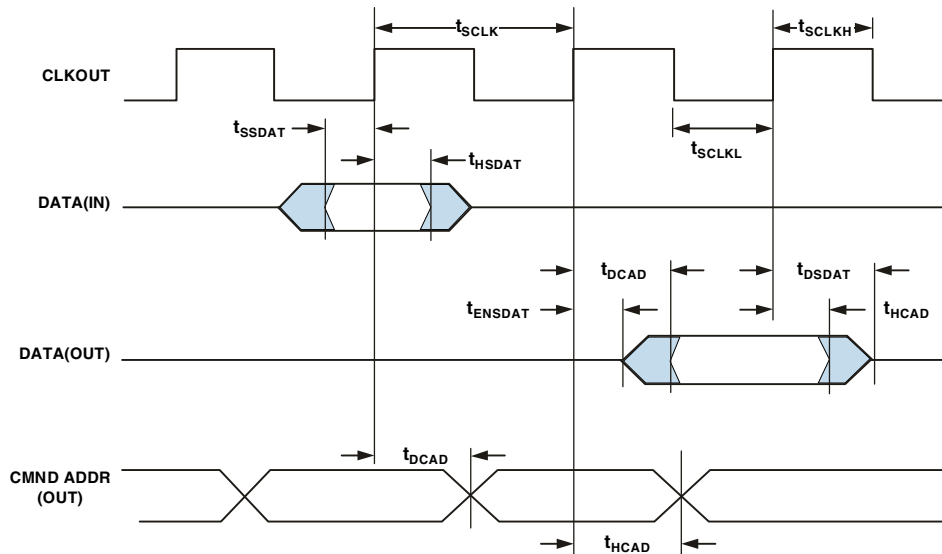 tSCLK
tSCLKH
CLKOUT
tSSDAT
tSCLKL
tHSDAT
DATA(IN)
tDCAD
tDSDAT
tENSDAT
tHCAD
DATA(OUT)
tDCAD
CMND ADDR
(OUT)
tHCAD